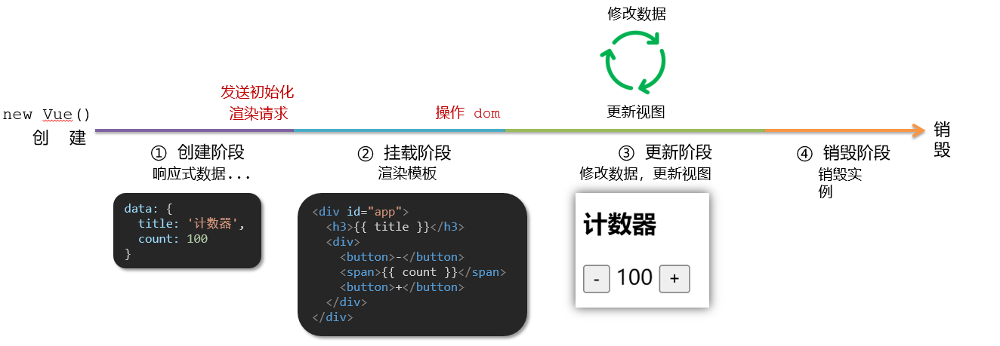 修改数据
更新视图
发送初始化
渲染请求
操作 dom
new Vue()
创 建
销
毁
① 创建阶段
响应式数据...
data: {
  title: '计数器',
  count: 100
}
② 挂载阶段
渲染模板
<div id="app">
  <h3>{{ title }}</h3>
  <div>
    <button>-</button>
    <span>{{ count }}</span>
    <button>+</button>
  </div>
</div>
③ 更新阶段
修改数据，更新视图
计数器
- 100 +
④ 销毁阶段
销毁实
例